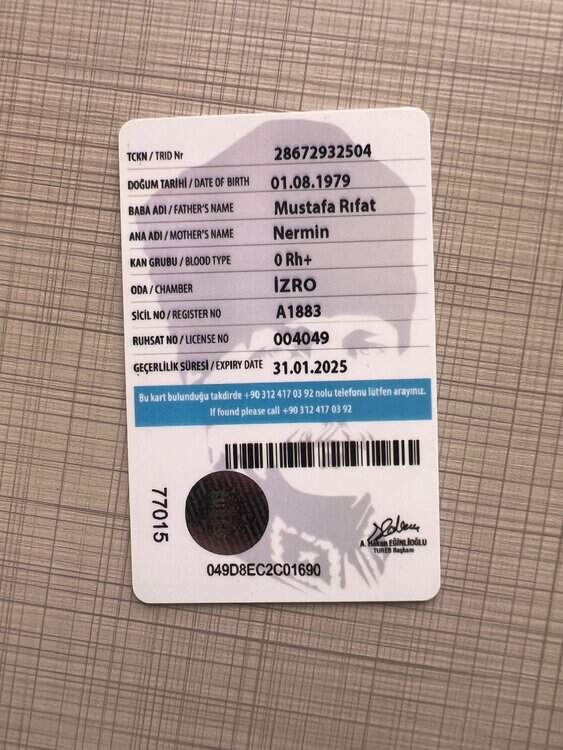 TCKN / TRID Nr 28672932504
DOĞUM TARİHİ / DATE OF BIRTH 01.08.1979
BABA ADI / FATHER'S NAME Mustafa Rıfat
ANA ADI / MOTHER'S NAME Nermin
KAN GRUBU / BLOOD TYPE 0 Rh+
ODA / CHAMBER İZRO
SİCİL NO / REGISTER NO A1883
RUHSAT NO / LICENSE NO 004049
GEÇERLİLİK SÜRESİ / EXPIRY DATE 31.01.2025
Bu kart bulunduğu takdirde +90 312 417 03 92 nolu telefonu lütfen arayınız.
If found please call +90 312 417 03 92
77015
A. Hakan EĞİNLİOĞLU
TUREB Başkanı
049D8EC2C01690